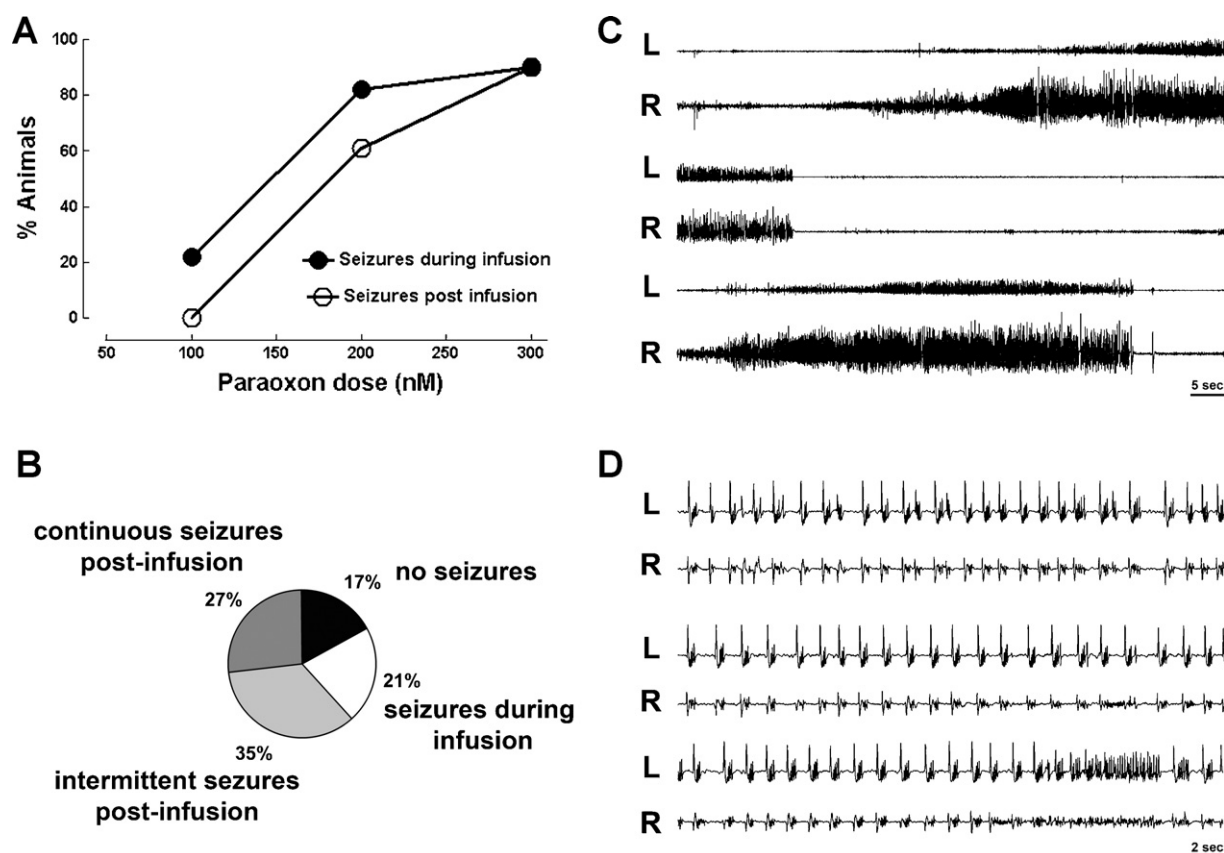 A
100
80
60
40
20
0
% Animals
Seizures during infusion
Seizures post infusion
50
100
150
200
250
300
Paraoxon dose (nM)
B
continuous seizures
post-infusion
27%
17%
no seizures
21%
seizures during
infusion
35%
intermittent sezures
post-infusion
C
L
R
L
R
L
R
5 sec
D
L
R
L
R
L
R
2 sec